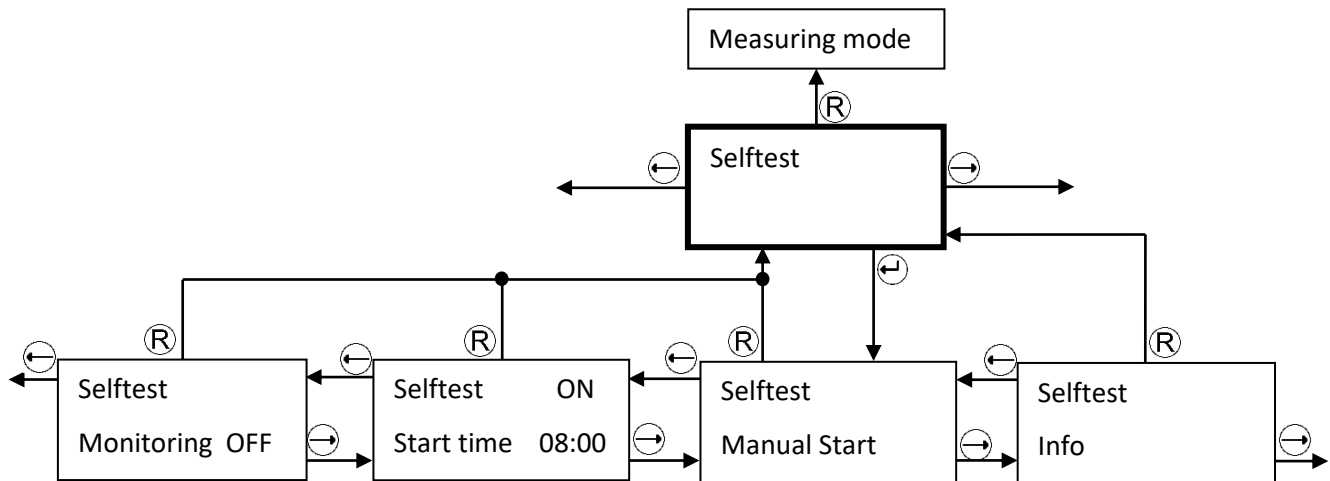 Measuring mode
R
Selftest
R
R
R
R
Selftest
Monitoring OFF
Selftest ON
Start time 08:00
Selftest
Manual Start
Selftest
Info